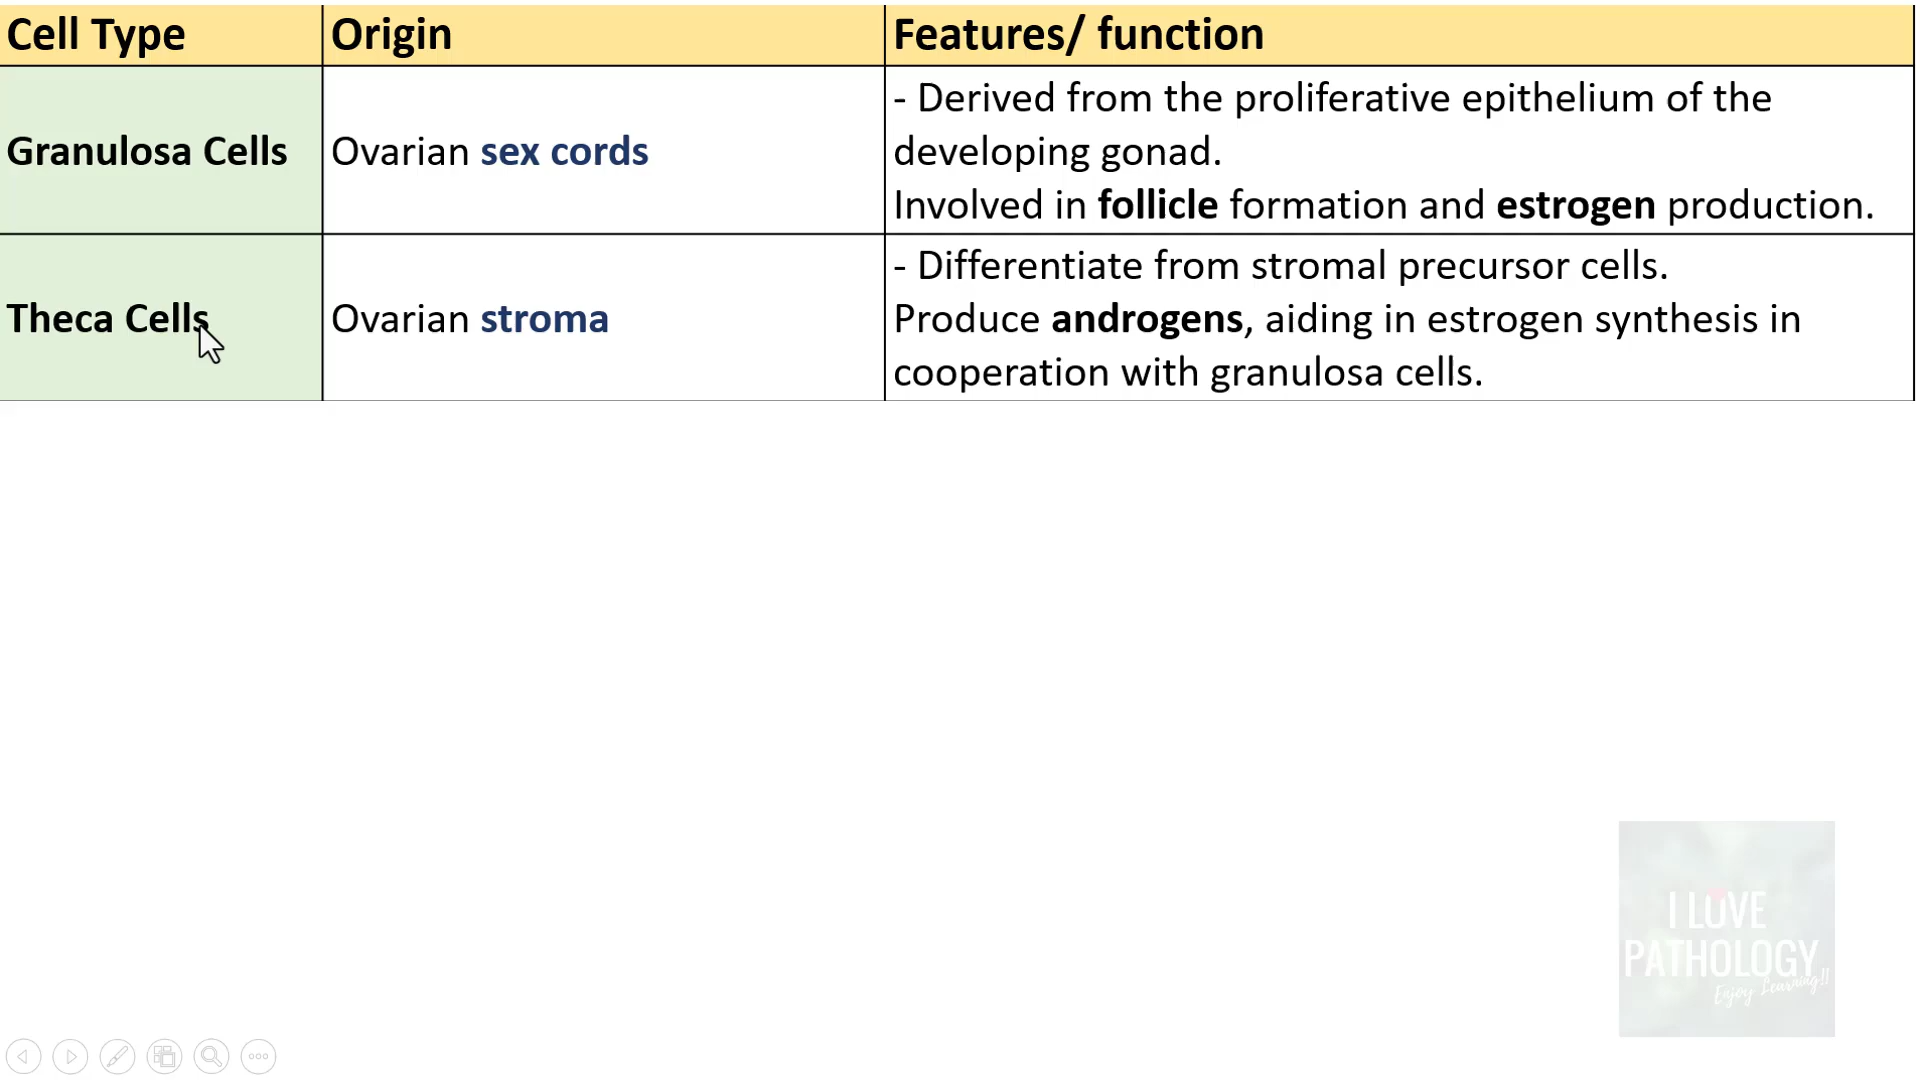 Cell Type
Origin
Features/ function
Granulosa Cells
Ovarian sex cords
- Derived from the proliferative epithelium of the
developing gonad.
Involved in follicle formation and estrogen production.
Theca Cells
Ovarian stroma
- Differentiate from stromal precursor cells.
Produce androgens, aiding in estrogen synthesis in
cooperation with granulosa cells.
I LOVE
PATHOLOGY
Enjoy Learning!!